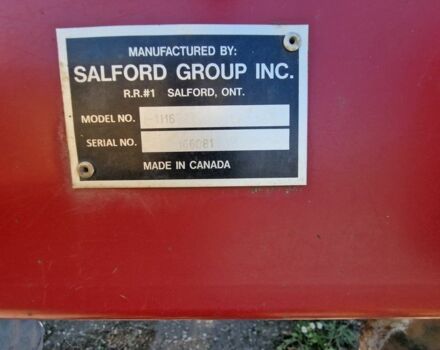 MANUFACTURED BY:
SALFORD GROUP INC.
R.R.#1 SALFORD, ONT.
MODEL NO.
SERIAL NO.
MADE IN CANADA